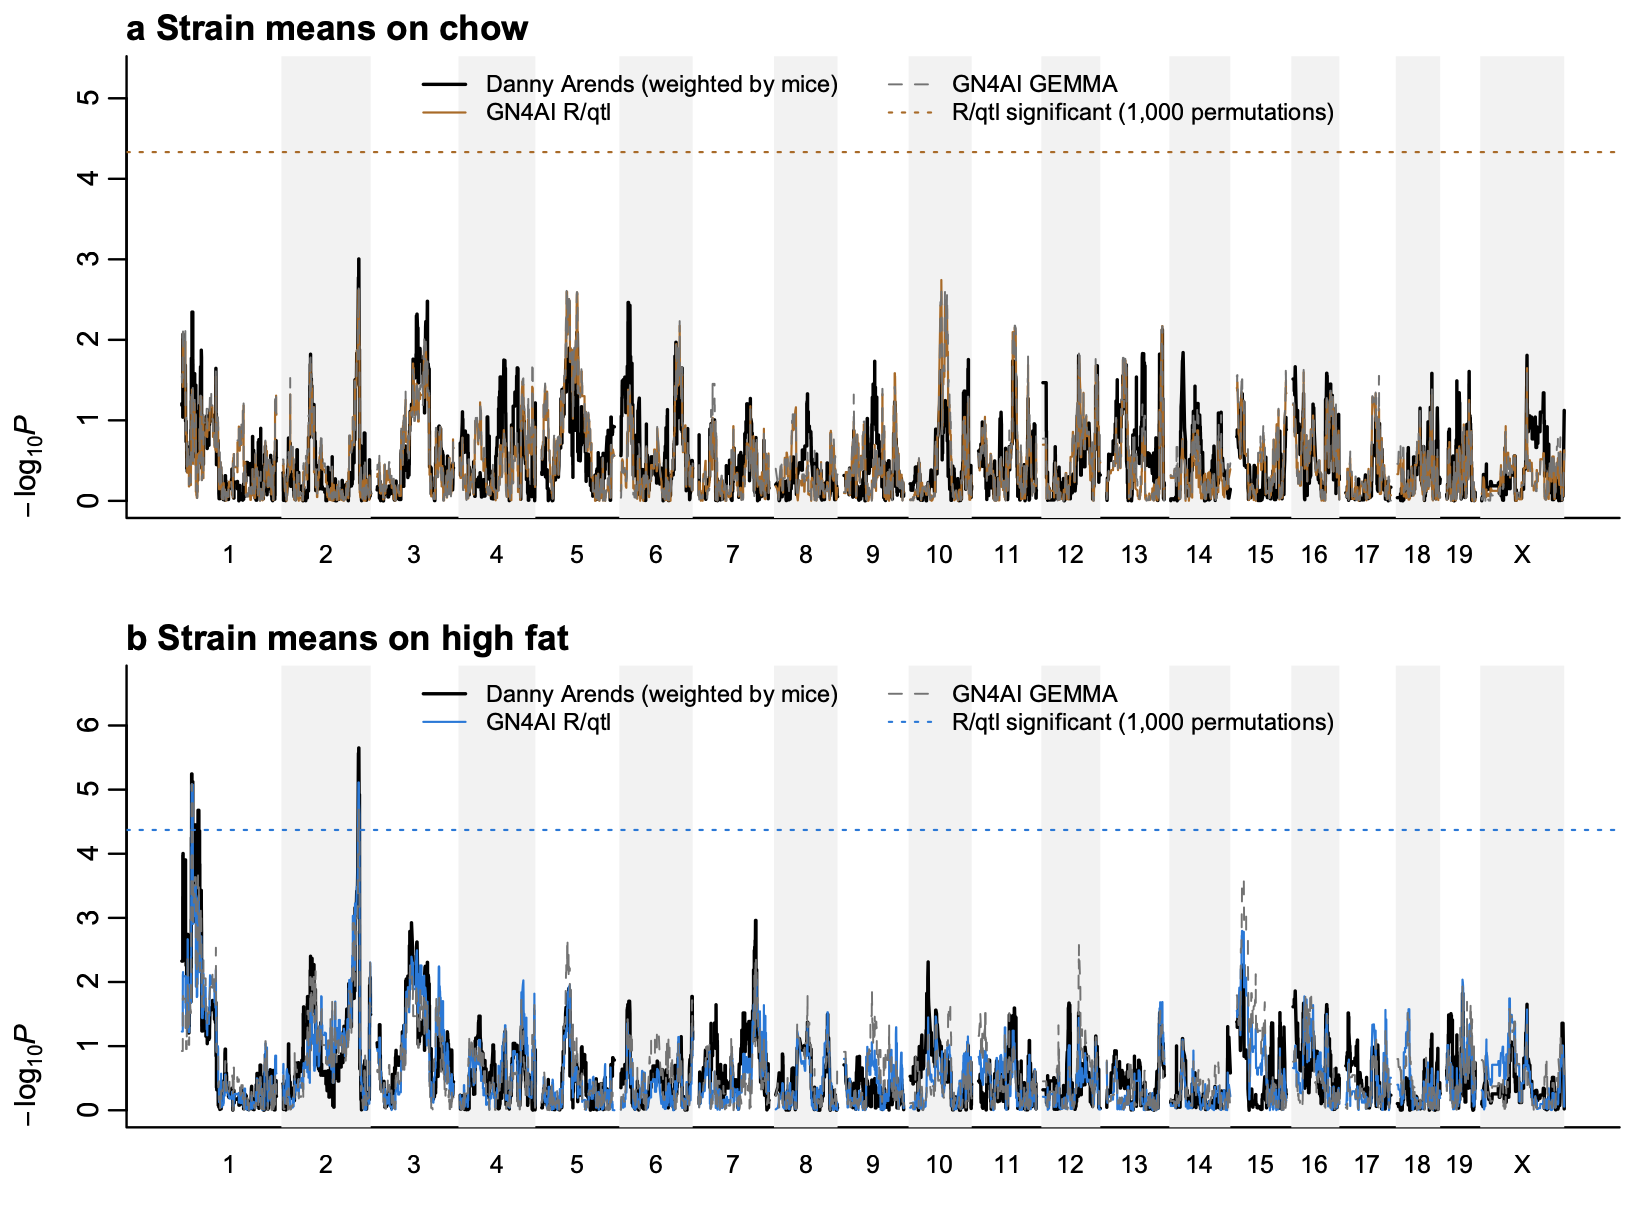 a Strain means on chow
Danny Arends (weighted by mice)
GN4AI R/qtl
GN4AI GEMMA
R/qtl significant (1,000 permutations)
5
4
3
2
1
0
−log10P
1 2 3 4 5 6 7 8 9 10 11 12 13 14 15 16 17 18 19 X
b Strain means on high fat
Danny Arends (weighted by mice)
GN4AI R/qtl
GN4AI GEMMA
R/qtl significant (1,000 permutations)
6
5
4
3
2
1
0
−log10P
1 2 3 4 5 6 7 8 9 10 11 12 13 14 15 16 17 18 19 X